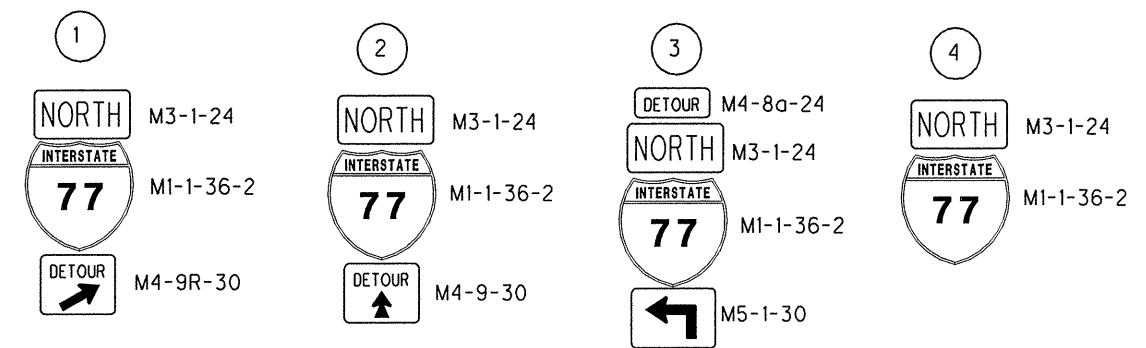 1
NORTH M3-1-24
INTERSTATE
77 M1-1-36-2
DETOUR
M4-9R-30
2
NORTH M3-1-24
INTERSTATE
77 M1-1-36-2
DETOUR
M4-9-30
3
DETOUR M4-8a-24
NORTH M3-1-24
INTERSTATE
77 M1-1-36-2
M5-1-30
4
NORTH M3-1-24
INTERSTATE
77 M1-1-36-2